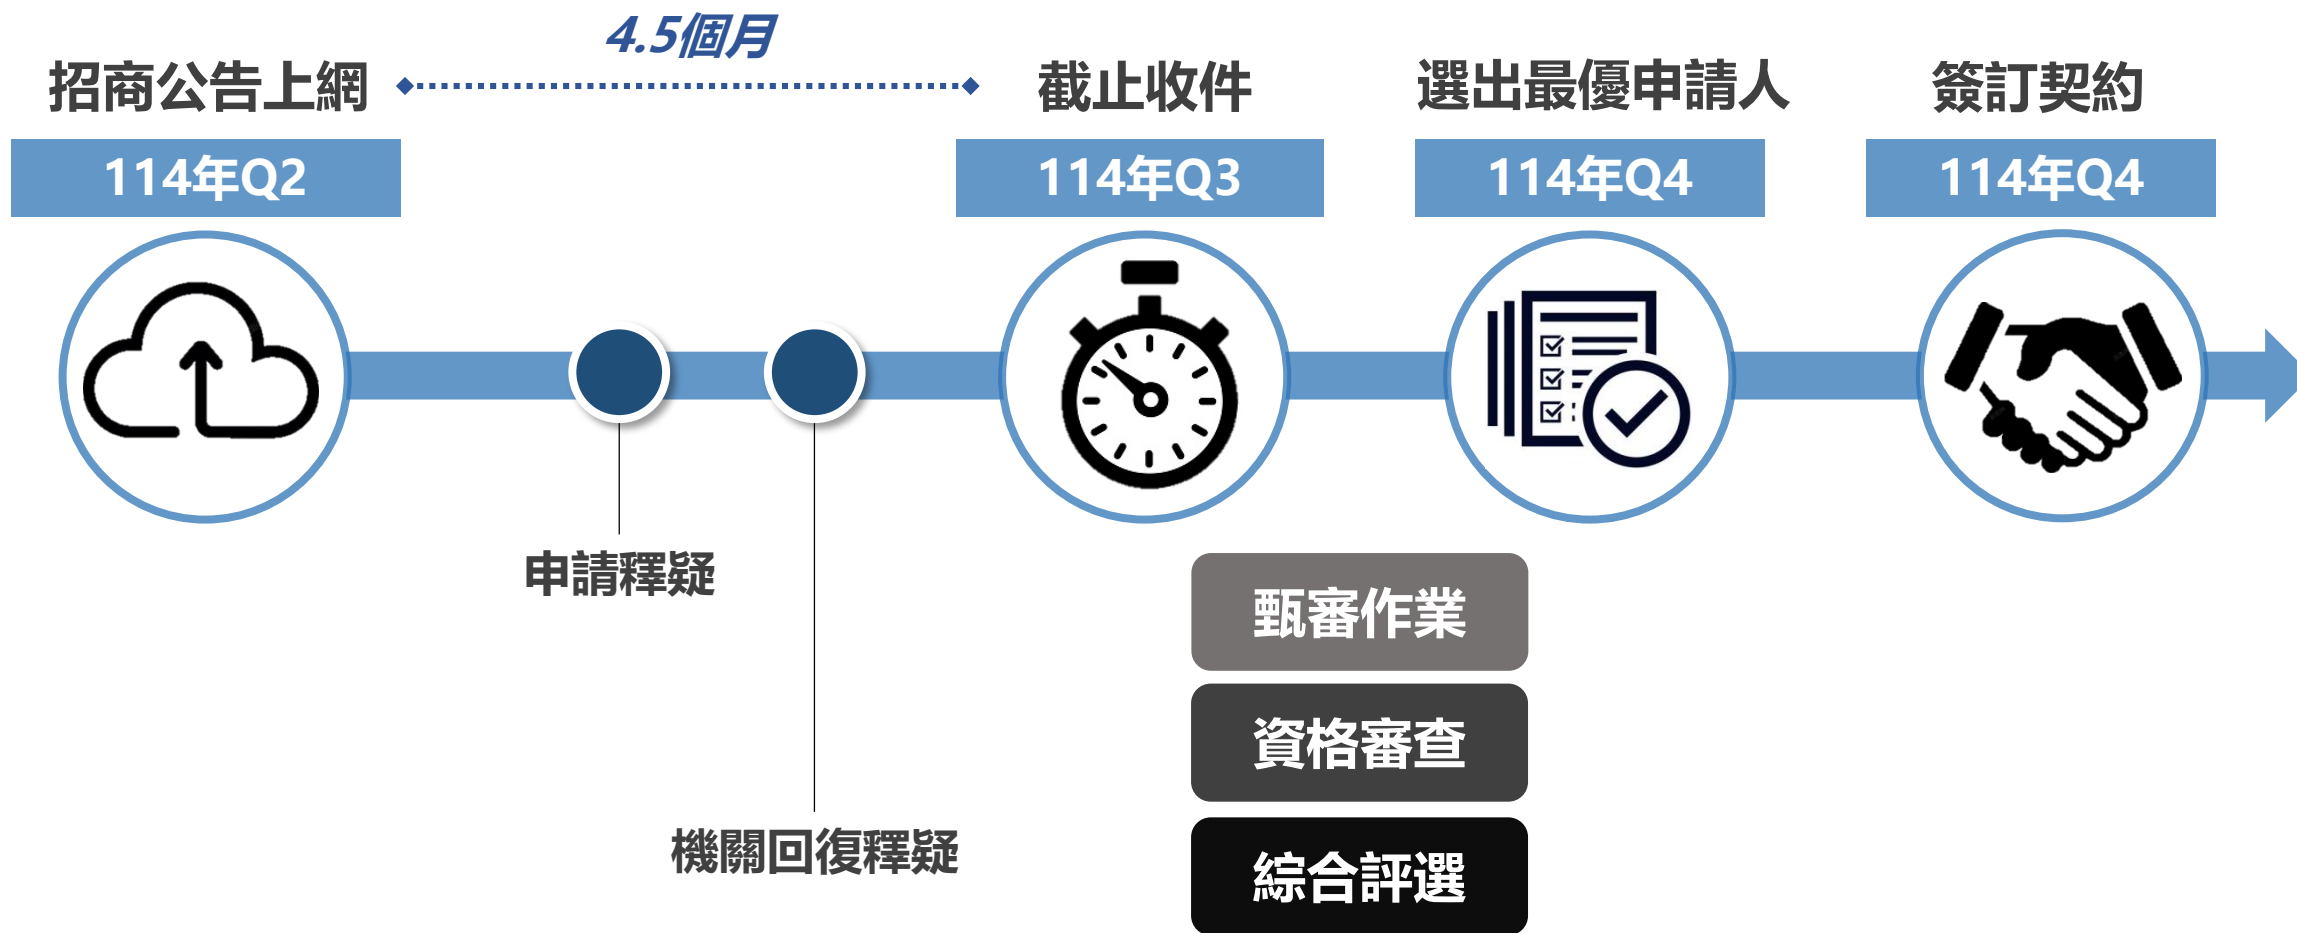 4.5個月
招商公告上網
截止收件
選出最優申請人
簽訂契約
114年Q2
114年Q3
114年Q4
114年Q4
申請釋疑
機關回復釋疑
甄審作業
資格審查
綜合評選